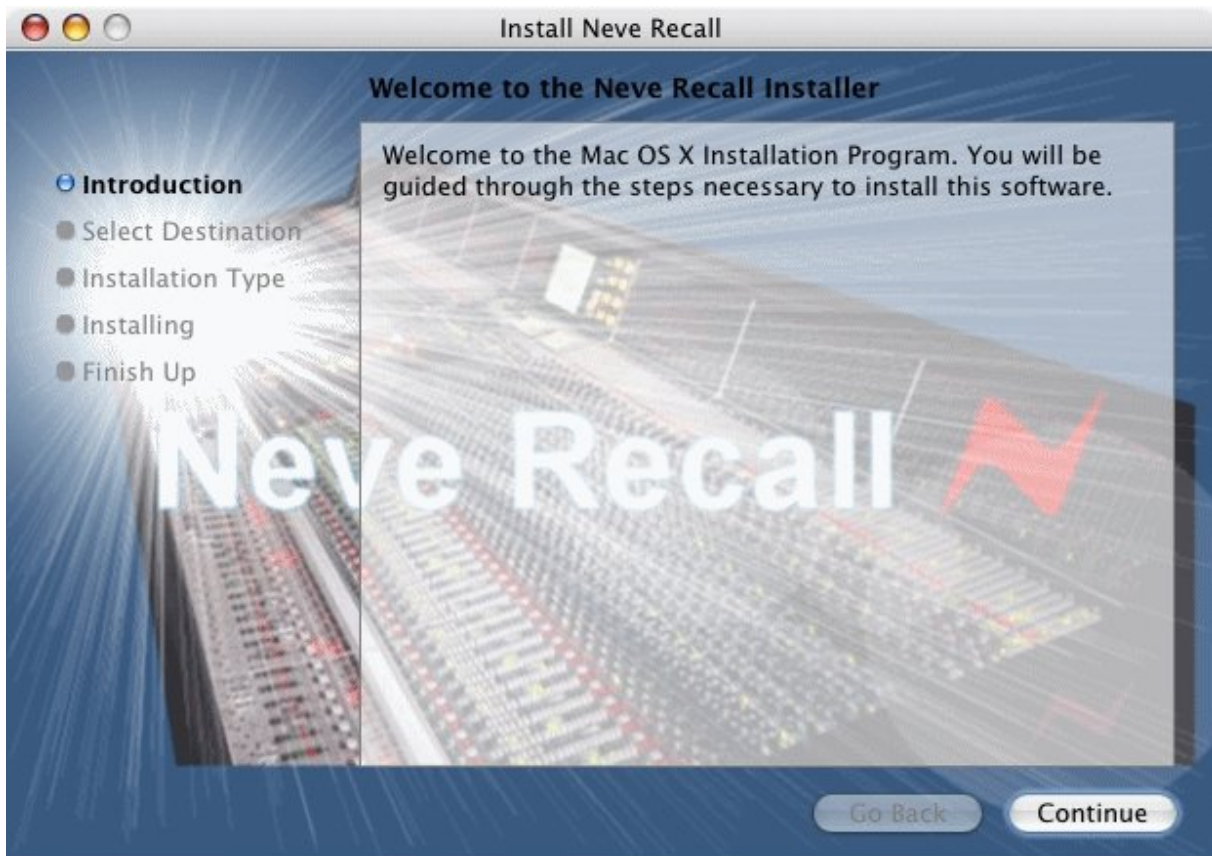 Install Neve Recall
Welcome to the Neve Recall Installer
Introduction
Select Destination
Installation Type
Installing
Finish Up
Welcome to the Mac OS X Installation Program. You will be
guided through the steps necessary to install this software.
Neve Recall
Go Back
Continue